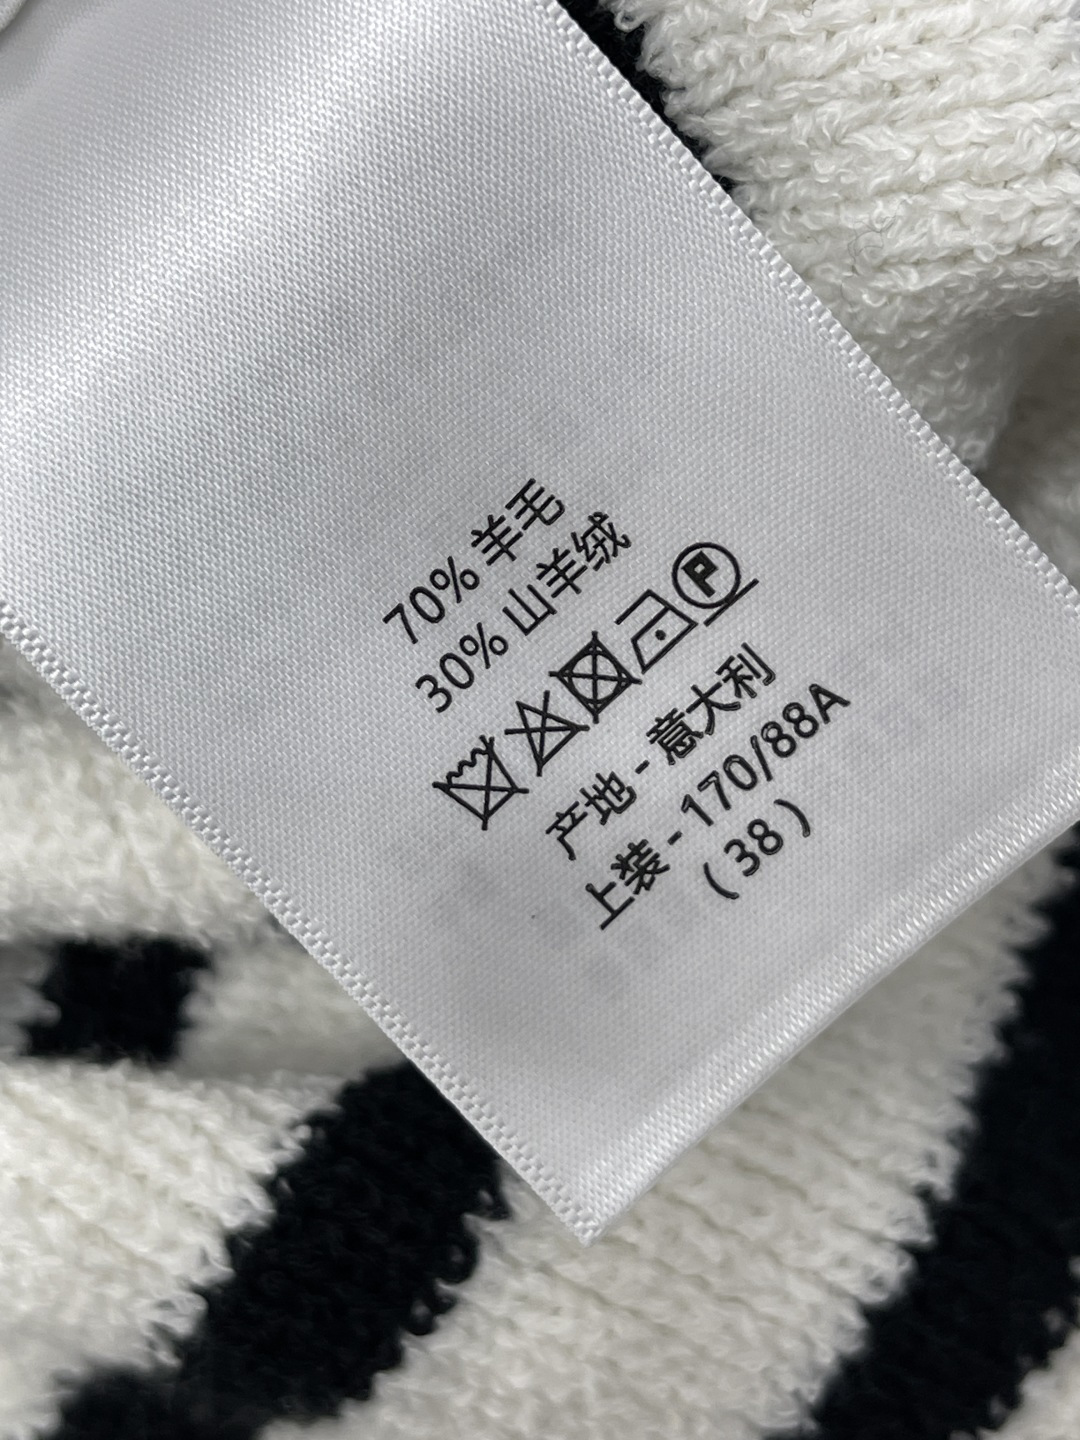 70% 羊毛
30% 山羊绒
P
产地 - 意大利
上装 - 170/88A
( 38 )